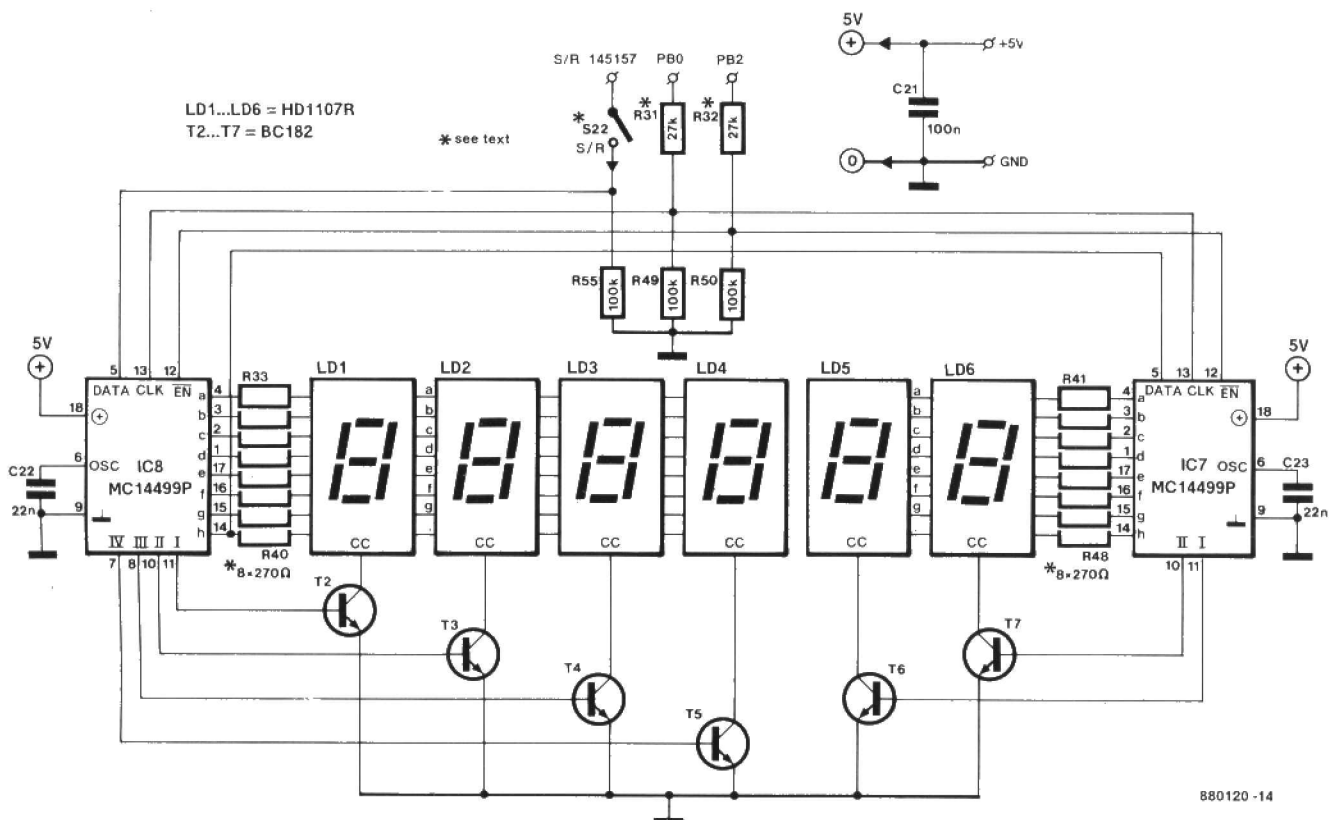 5V
+
+5V
S/R 145157 PB0 PB2
C21
100n
LD1...LD6 = HD1107R
T2...T7 = BC182
* see text
* S22
S/R
* R31
27k
* R32
27k
0
GND
R55
100k
R49
100k
R50
100k
5V
+
5 13 12
DATA CLK EN
18
+
6
OSC IC8
MC14499P
C22
22n
9
a 4
b 3
c 2
d 1
e 17
f 16
g 15
h 14
IV III II I
7 8 10 11
R33
R40
* 8×270Ω
LD1 LD2 LD3 LD4 LD5 LD6
a
b
c
d
e
f
g
.
a
b
c
d
e
f
g
.
CC CC CC CC CC CC
R41
R48
* 8×270Ω
5V
+
5 13 12
DATA CLK EN
4 a
3 b
2 c
1 d
17 e
16 f
15 g
14 h
18
+
IC7 OSC 6
MC14499P
C23
22n
9
II I
10 11
T2
T3
T4
T5
T6
T7
880120 -14